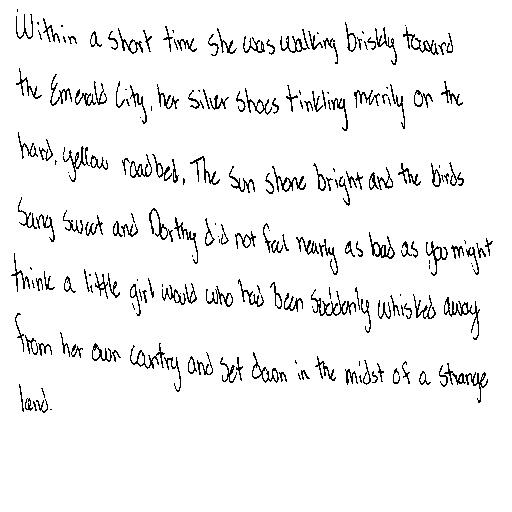 Within a short time she was walking briskly toward
the Emerald City, her silver shoes tinkling merrily on the
hard, yellow roadbed. The sun shone bright and the birds
sang sweet and Dorthy did not feel nearly as bad as you might
think a little girl would who had been suddenly whisked away
from her own cantry and set down in the midst of a strange
land.